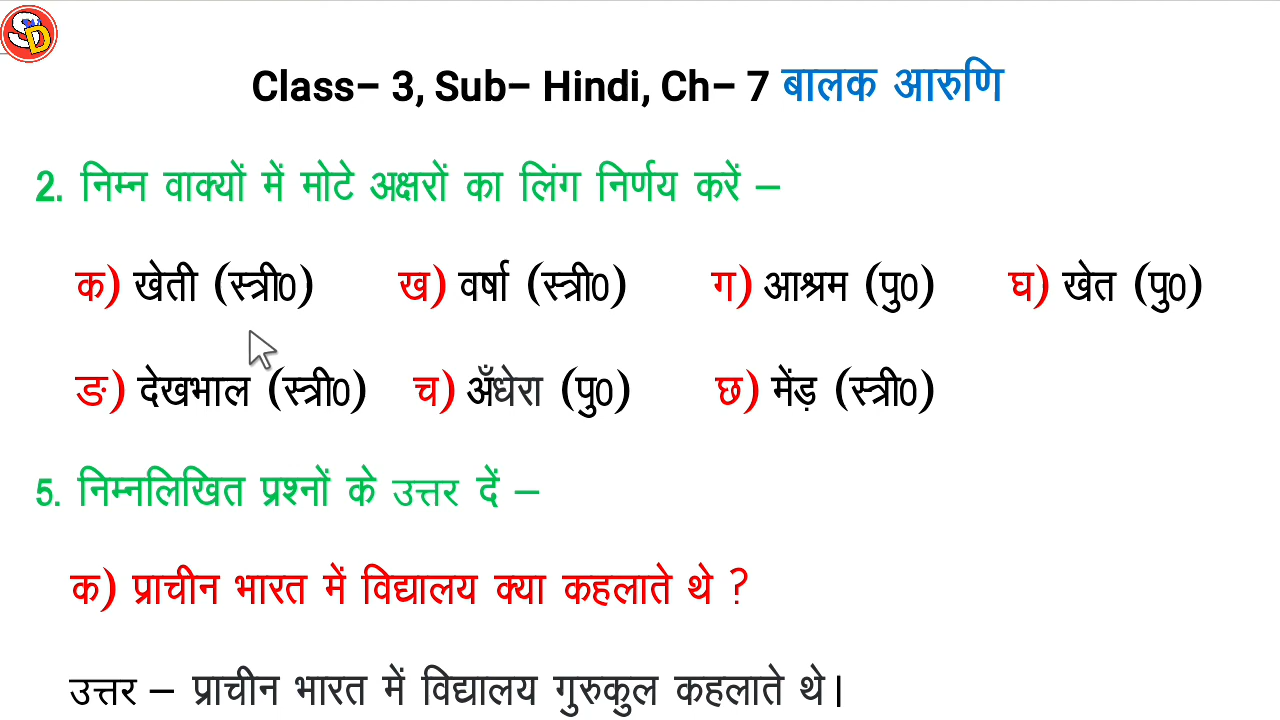 SD
Class– 3, Sub– Hindi, Ch– 7 बालक आरुणि
2. निम्न वाक्यों में मोटे अक्षरों का लिंग निर्णय करें –
क) खेती (स्त्री0) ख) वर्षा (स्त्री0) ग) आश्रम (पु0) घ) खेत (पु0)
ङ) देखभाल (स्त्री0) च) अँधेरा (पु0) छ) मेंड़ (स्त्री0)
5. निम्नलिखित प्रश्नों के उत्तर दें –
क) प्राचीन भारत में विद्यालय क्या कहलाते थे ?
उत्तर – प्राचीन भारत में विद्यालय गुरुकुल कहलाते थे।